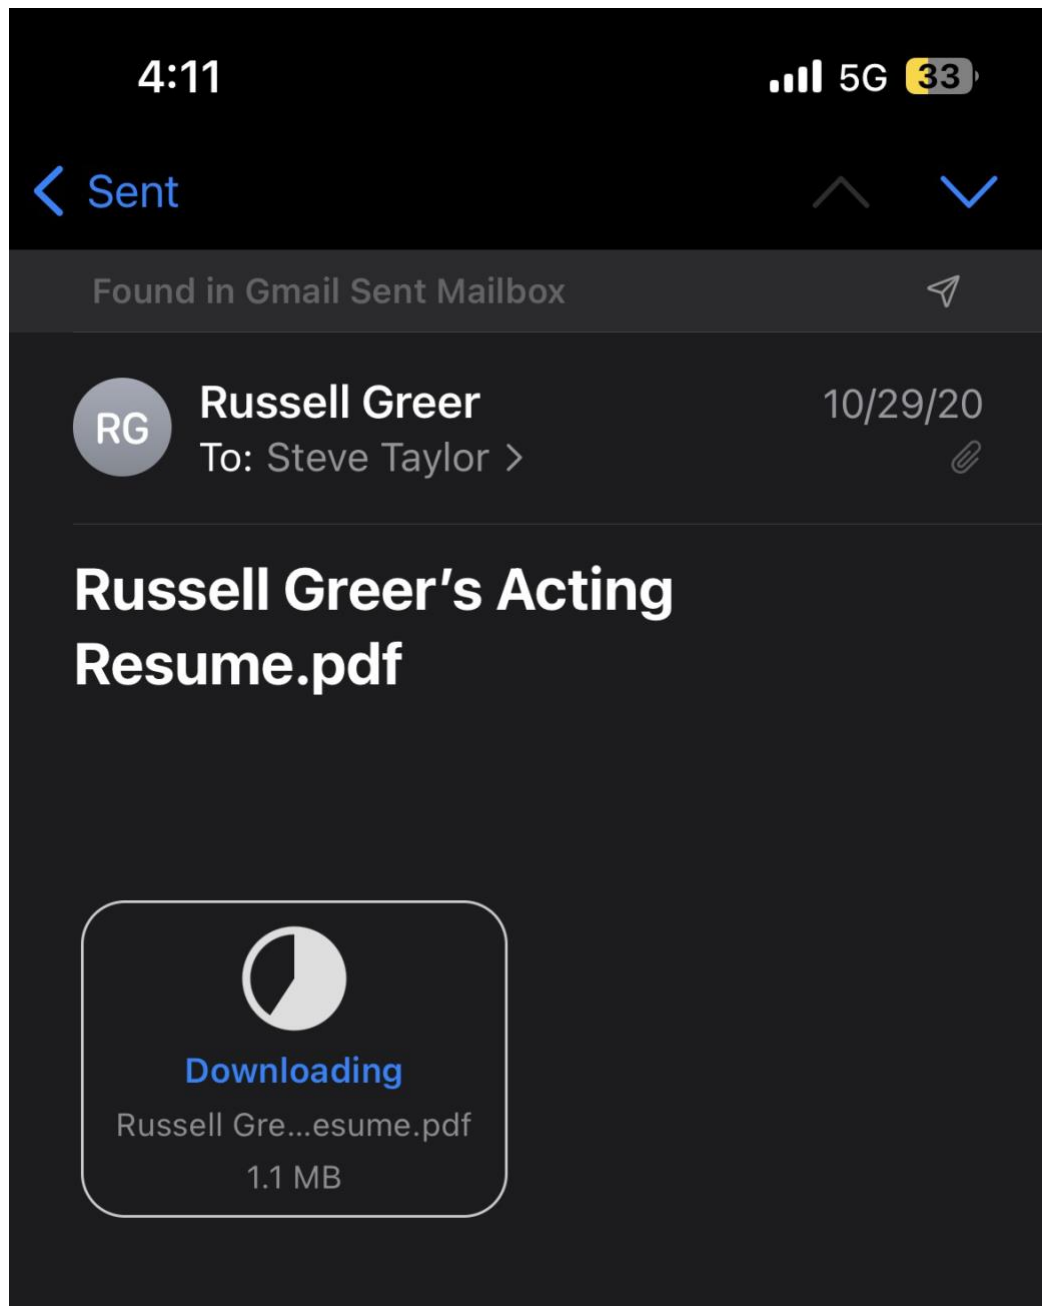 4:11 5G 33
Sent
Found in Gmail Sent Mailbox
RG
Russell Greer 10/29/20
To: Steve Taylor
Russell Greer's Acting
Resume.pdf
Downloading
Russell Gre...esume.pdf
1.1 MB